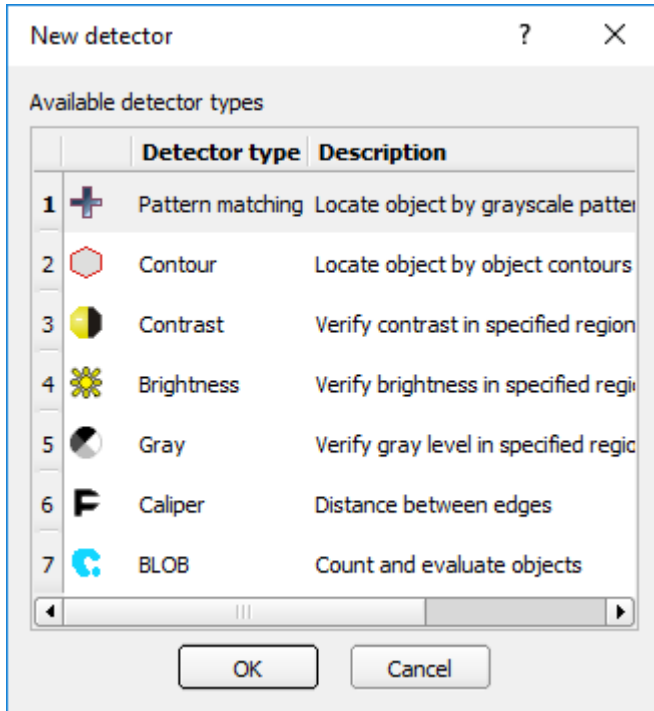 New detector ?
Available detector types
Detector type Description
1 Pattern matching Locate object by grayscale patter
2 Contour Locate object by object contours
3 Contrast Verify contrast in specified region
4 Brightness Verify brightness in specified regi
5 Gray Verify gray level in specified regio
6 Caliper Distance between edges
7 BLOB Count and evaluate objects
OK Cancel